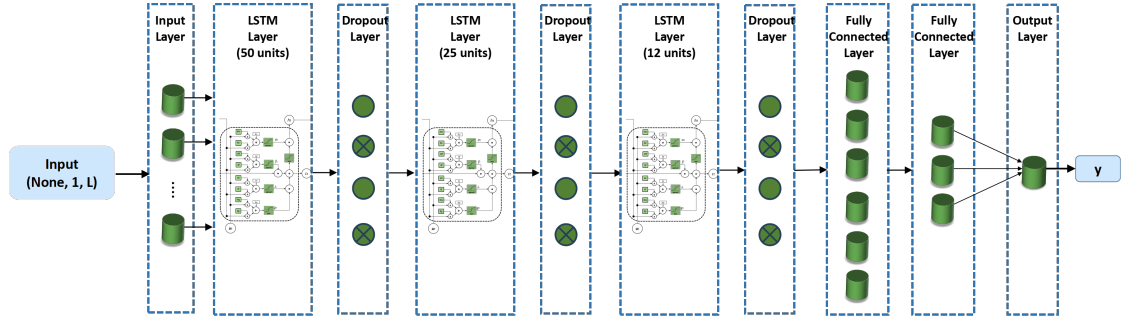 Input
Layer
LSTM
Layer
(50 units)
Dropout
Layer
LSTM
Layer
(25 units)
Dropout
Layer
LSTM
Layer
(12 units)
Dropout
Layer
Fully
Connected
Layer
Fully
Connected
Layer
Output
Layer
Input
(None, 1, L)
y